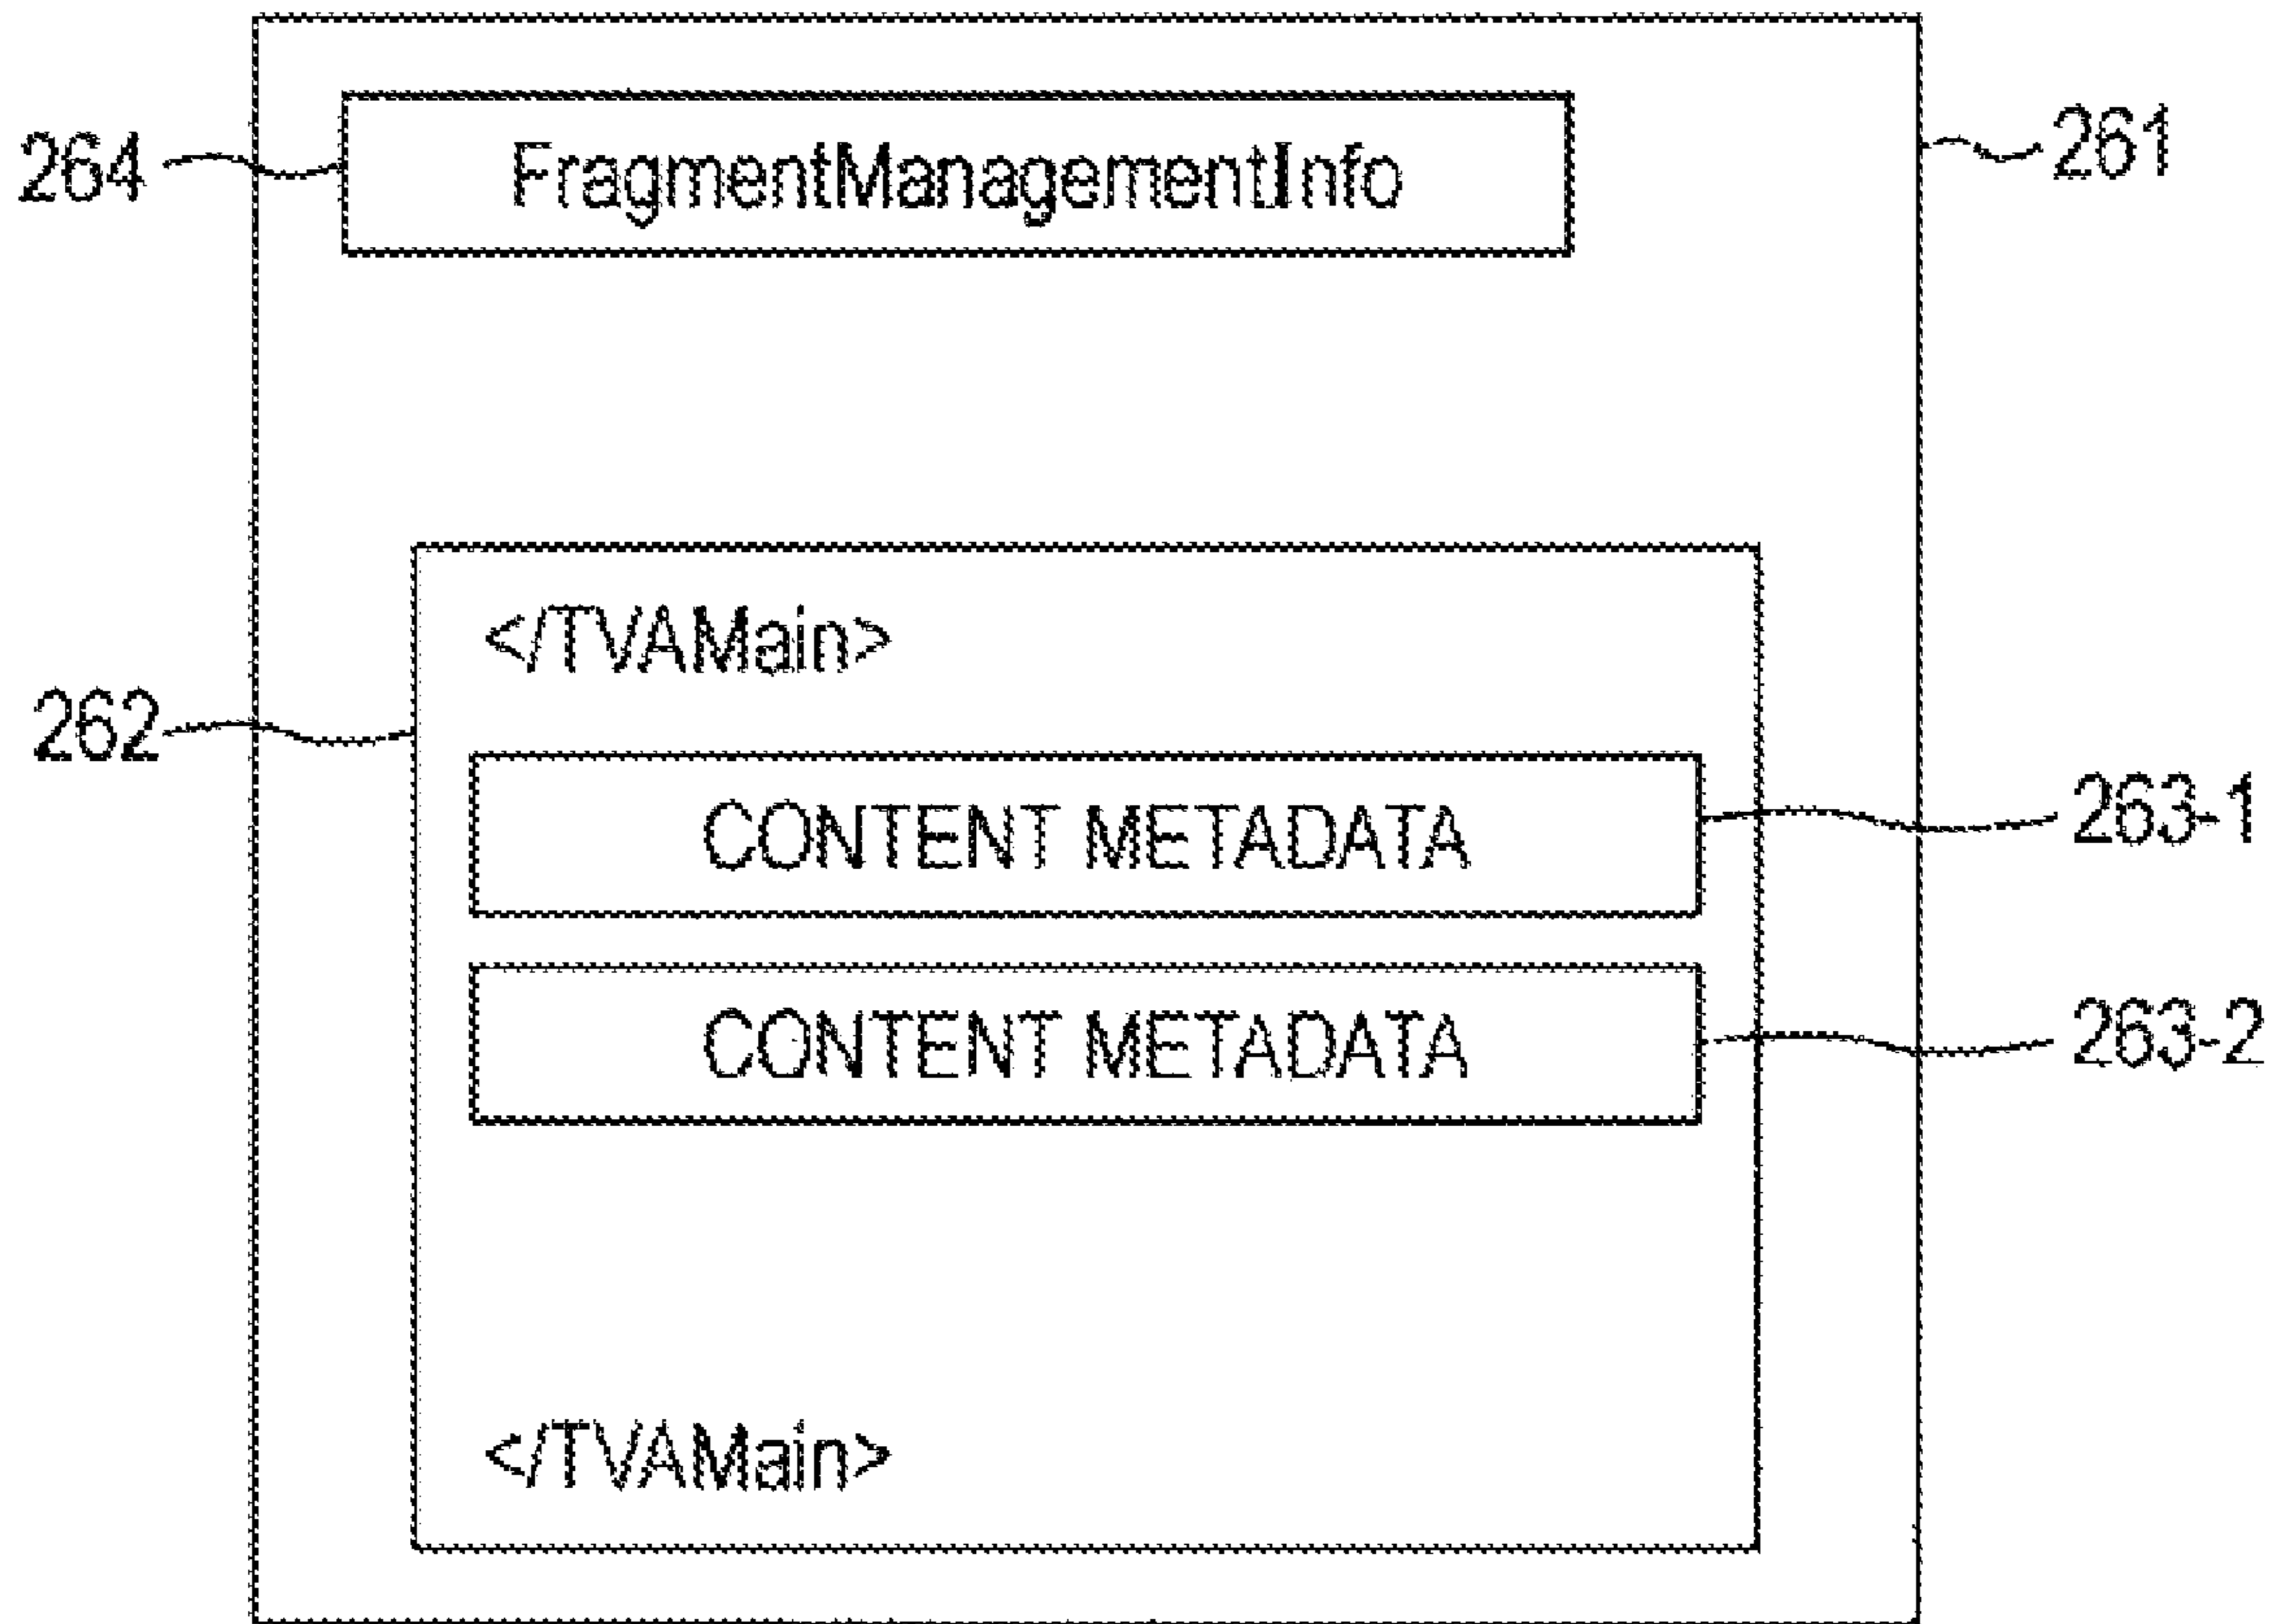 264
FragmentManagementInfo
261
</TVAMain>
262
CONTENT METADATA
263-1
CONTENT METADATA
263-2
</TVAMain>